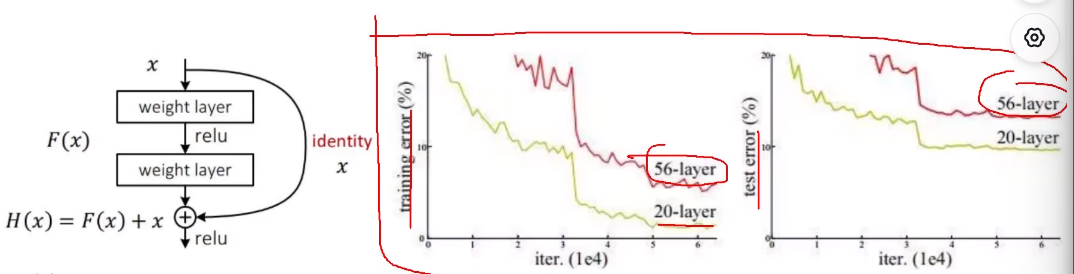 x
weight layer
relu
F(x)
weight layer
identity
x
H(x) = F(x) + x
relu
20
10
0
training error (%)
56-layer
20-layer
0 1 2 3 4 5 6
iter. (1e4)
20
10
0
test error (%)
56-layer
20-layer
0 1 2 3 4 5 6
iter. (1e4)